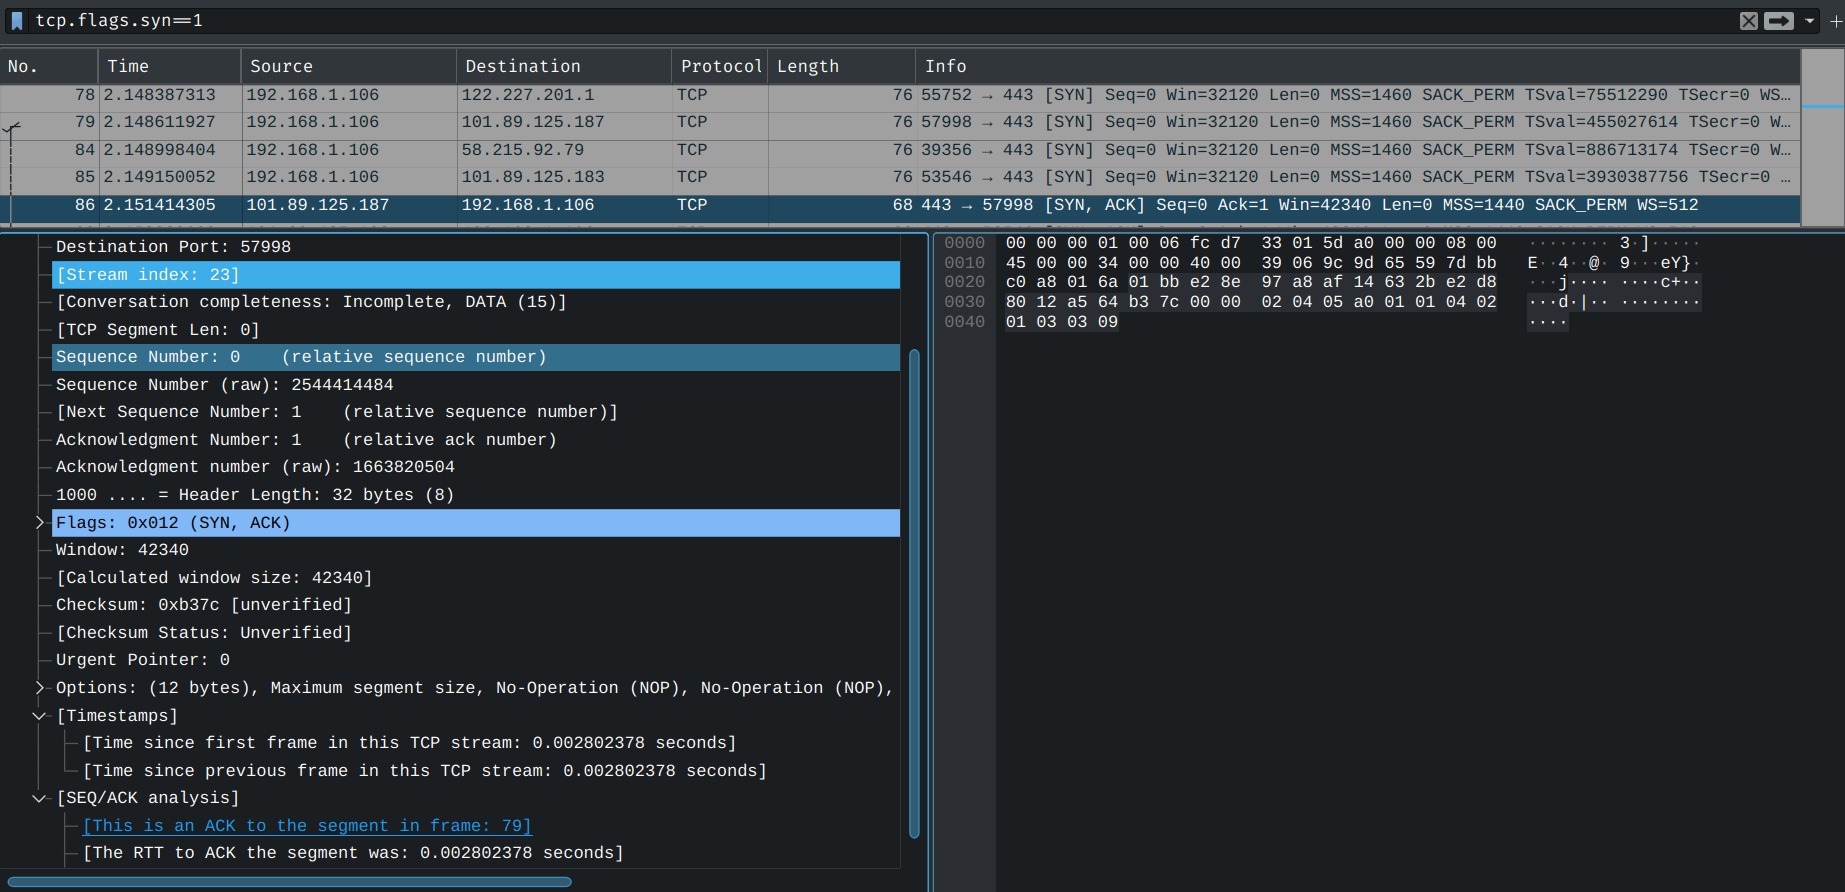 tcp.flags.syn==1
No. Time Source Destination Protocol Length Info
78 2.148387313 192.168.1.106 122.227.201.1 TCP 76 55752 → 443 [SYN] Seq=0 Win=32120 Len=0 MSS=1460 SACK_PERM TSval=75512290 TSecr=0 WS…
79 2.148611927 192.168.1.106 101.89.125.187 TCP 76 57998 → 443 [SYN] Seq=0 Win=32120 Len=0 MSS=1460 SACK_PERM TSval=455027614 TSecr=0 W…
84 2.148998404 192.168.1.106 58.215.92.79 TCP 76 39356 → 443 [SYN] Seq=0 Win=32120 Len=0 MSS=1460 SACK_PERM TSval=886713174 TSecr=0 W…
85 2.149150052 192.168.1.106 101.89.125.183 TCP 76 53546 → 443 [SYN] Seq=0 Win=32120 Len=0 MSS=1460 SACK_PERM TSval=3930387756 TSecr=0 …
86 2.151414305 101.89.125.187 192.168.1.106 TCP 68 443 → 57998 [SYN, ACK] Seq=0 Ack=1 Win=42340 Len=0 MSS=1440 SACK_PERM WS=512
Destination Port: 57998
[Stream index: 23]
[Conversation completeness: Incomplete, DATA (15)]
[TCP Segment Len: 0]
Sequence Number: 0    (relative sequence number)
Sequence Number (raw): 2544414484
[Next Sequence Number: 1    (relative sequence number)]
Acknowledgment Number: 1    (relative ack number)
Acknowledgment number (raw): 1663820504
1000 .... = Header Length: 32 bytes (8)
Flags: 0x012 (SYN, ACK)
Window: 42340
[Calculated window size: 42340]
Checksum: 0xb37c [unverified]
[Checksum Status: Unverified]
Urgent Pointer: 0
Options: (12 bytes), Maximum segment size, No-Operation (NOP), No-Operation (NOP),
[Timestamps]
[Time since first frame in this TCP stream: 0.002802378 seconds]
[Time since previous frame in this TCP stream: 0.002802378 seconds]
[SEQ/ACK analysis]
[This is an ACK to the segment in frame: 79]
[The RTT to ACK the segment was: 0.002802378 seconds]
0000 00 00 00 01 00 06 fc d7 33 01 5d a0 00 00 08 00 ········ 3·]·····
0010 45 00 00 34 00 00 40 00 39 06 9c 9d 65 59 7d bb E··4··@· 9···eY}·
0020 c0 a8 01 6a 01 bb e2 8e 97 a8 af 14 63 2b e2 d8 ···j···· ····c+··
0030 80 12 a5 64 b3 7c 00 00 02 04 05 a0 01 01 04 02 ···d·|·· ········
0040 01 03 03 09 ····